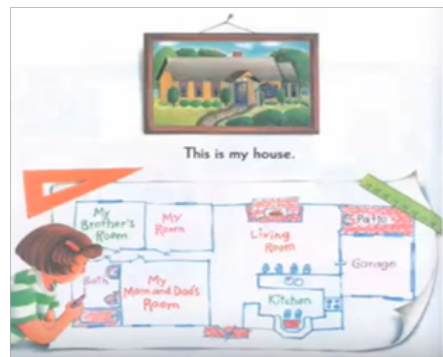 This is my house.
My
Brother's
Room
My
Room
Living
Room
Patio
Garage
Bath
My
Mom and Dad's
Room
Kitchen